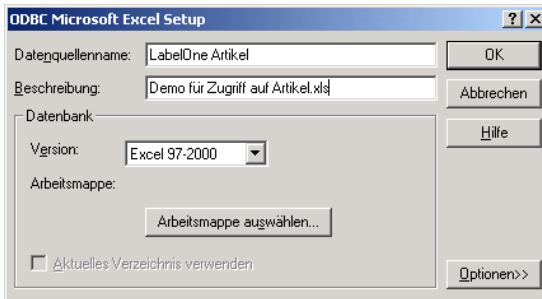 ODBC Microsoft Excel Setup
Datenquellenname: LabelOne Artikel
Beschreibung: Demo für Zugriff auf Artikel.xls
Datenbank
Version: Excel 97-2000
Arbeitsmappe:
Arbeitsmappe auswählen...
Aktuelles Verzeichnis verwenden
OK
Abbrechen
Hilfe
Optionen>>